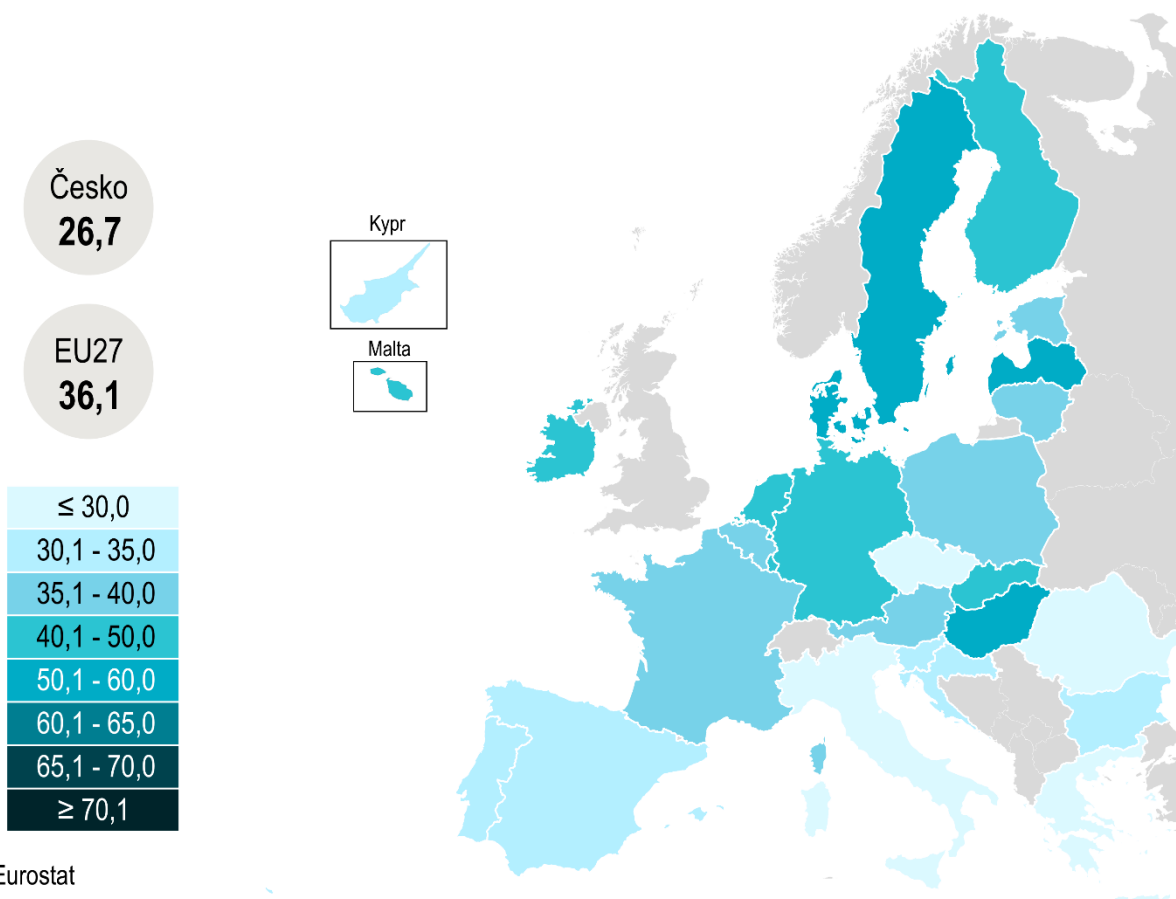 Česko
26,7
Kypr
EU27
36,1
Malta
≤ 30,0
30,1 - 35,0
35,1 - 40,0
40,1 - 50,0
50,1 - 60,0
60,1 - 65,0
65,1 - 70,0
≥ 70,1
Eurostat